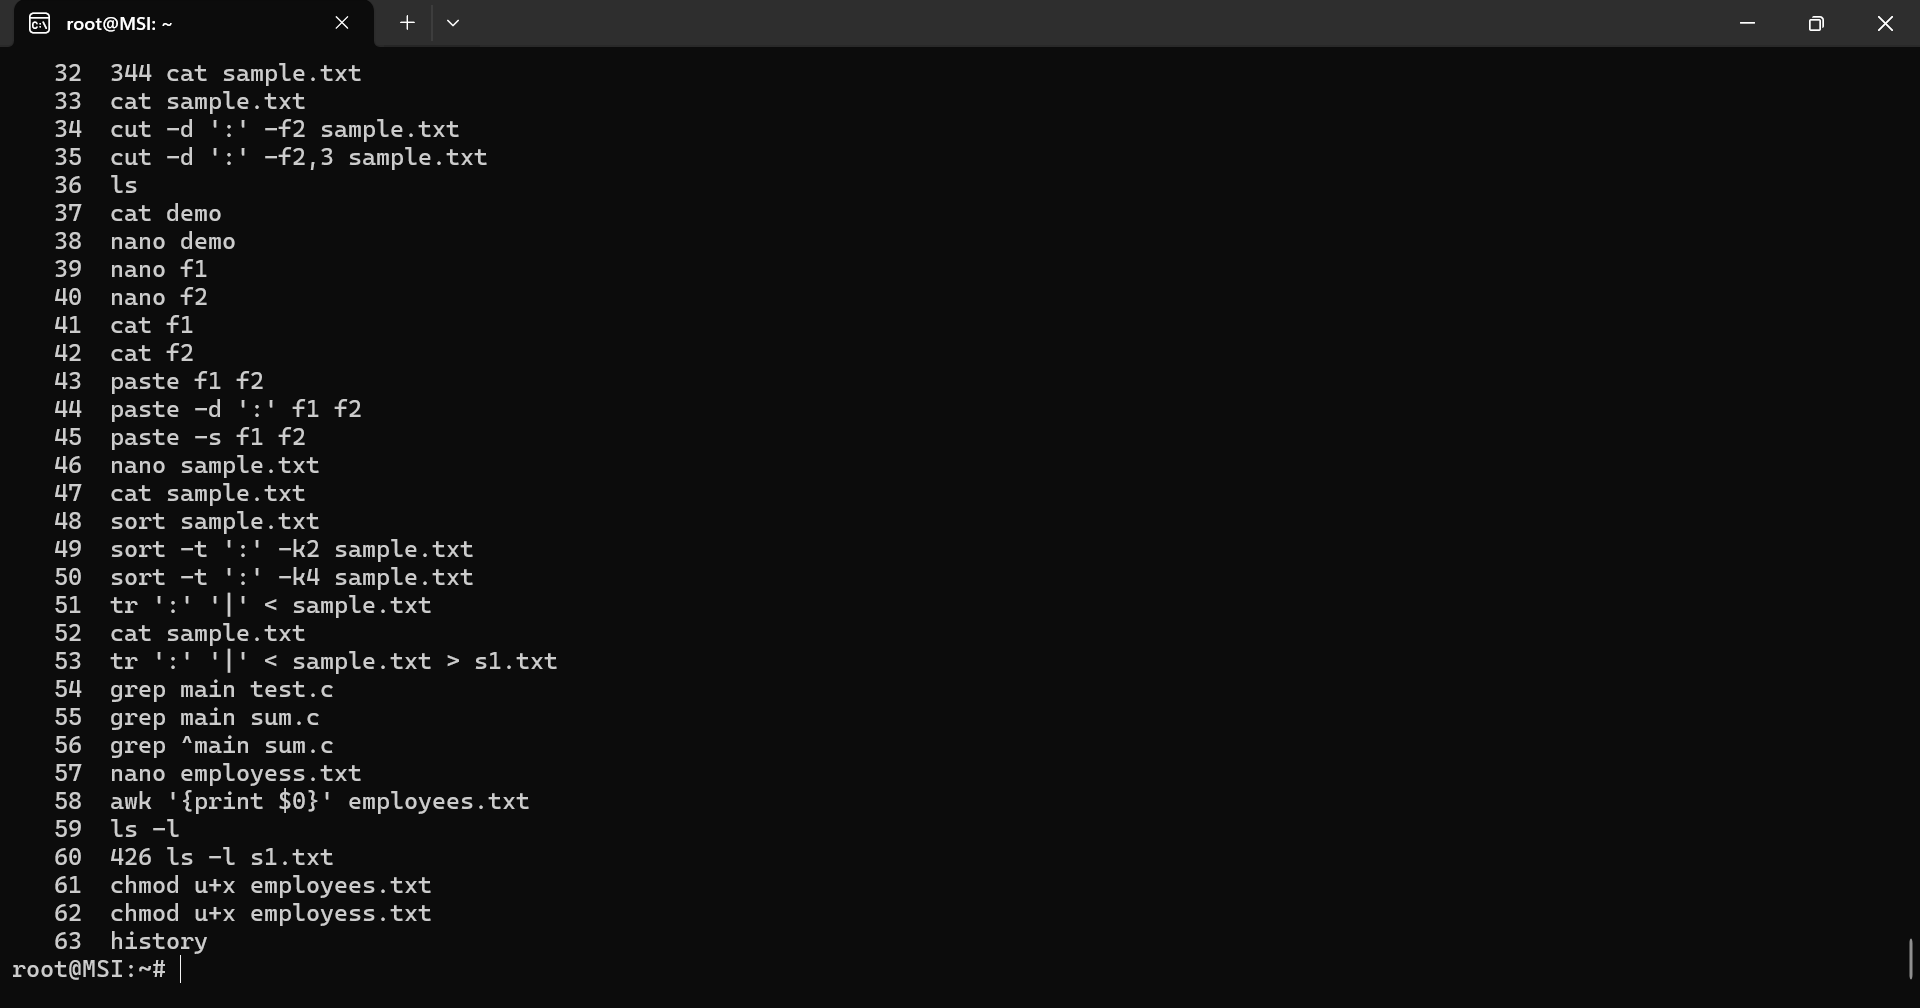 root@MSI: ~
32 344 cat sample.txt
33 cat sample.txt
34 cut -d ':' -f2 sample.txt
35 cut -d ':' -f2,3 sample.txt
36 ls
37 cat demo
38 nano demo
39 nano f1
40 nano f2
41 cat f1
42 cat f2
43 paste f1 f2
44 paste -d ':' f1 f2
45 paste -s f1 f2
46 nano sample.txt
47 cat sample.txt
48 sort sample.txt
49 sort -t ':' -k2 sample.txt
50 sort -t ':' -k4 sample.txt
51 tr ':' '|' < sample.txt
52 cat sample.txt
53 tr ':' '|' < sample.txt > s1.txt
54 grep main test.c
55 grep main sum.c
56 grep ^main sum.c
57 nano employess.txt
58 awk '{print $0}' employees.txt
59 ls -l
60 426 ls -l s1.txt
61 chmod u+x employees.txt
62 chmod u+x employess.txt
63 history
root@MSI:~#